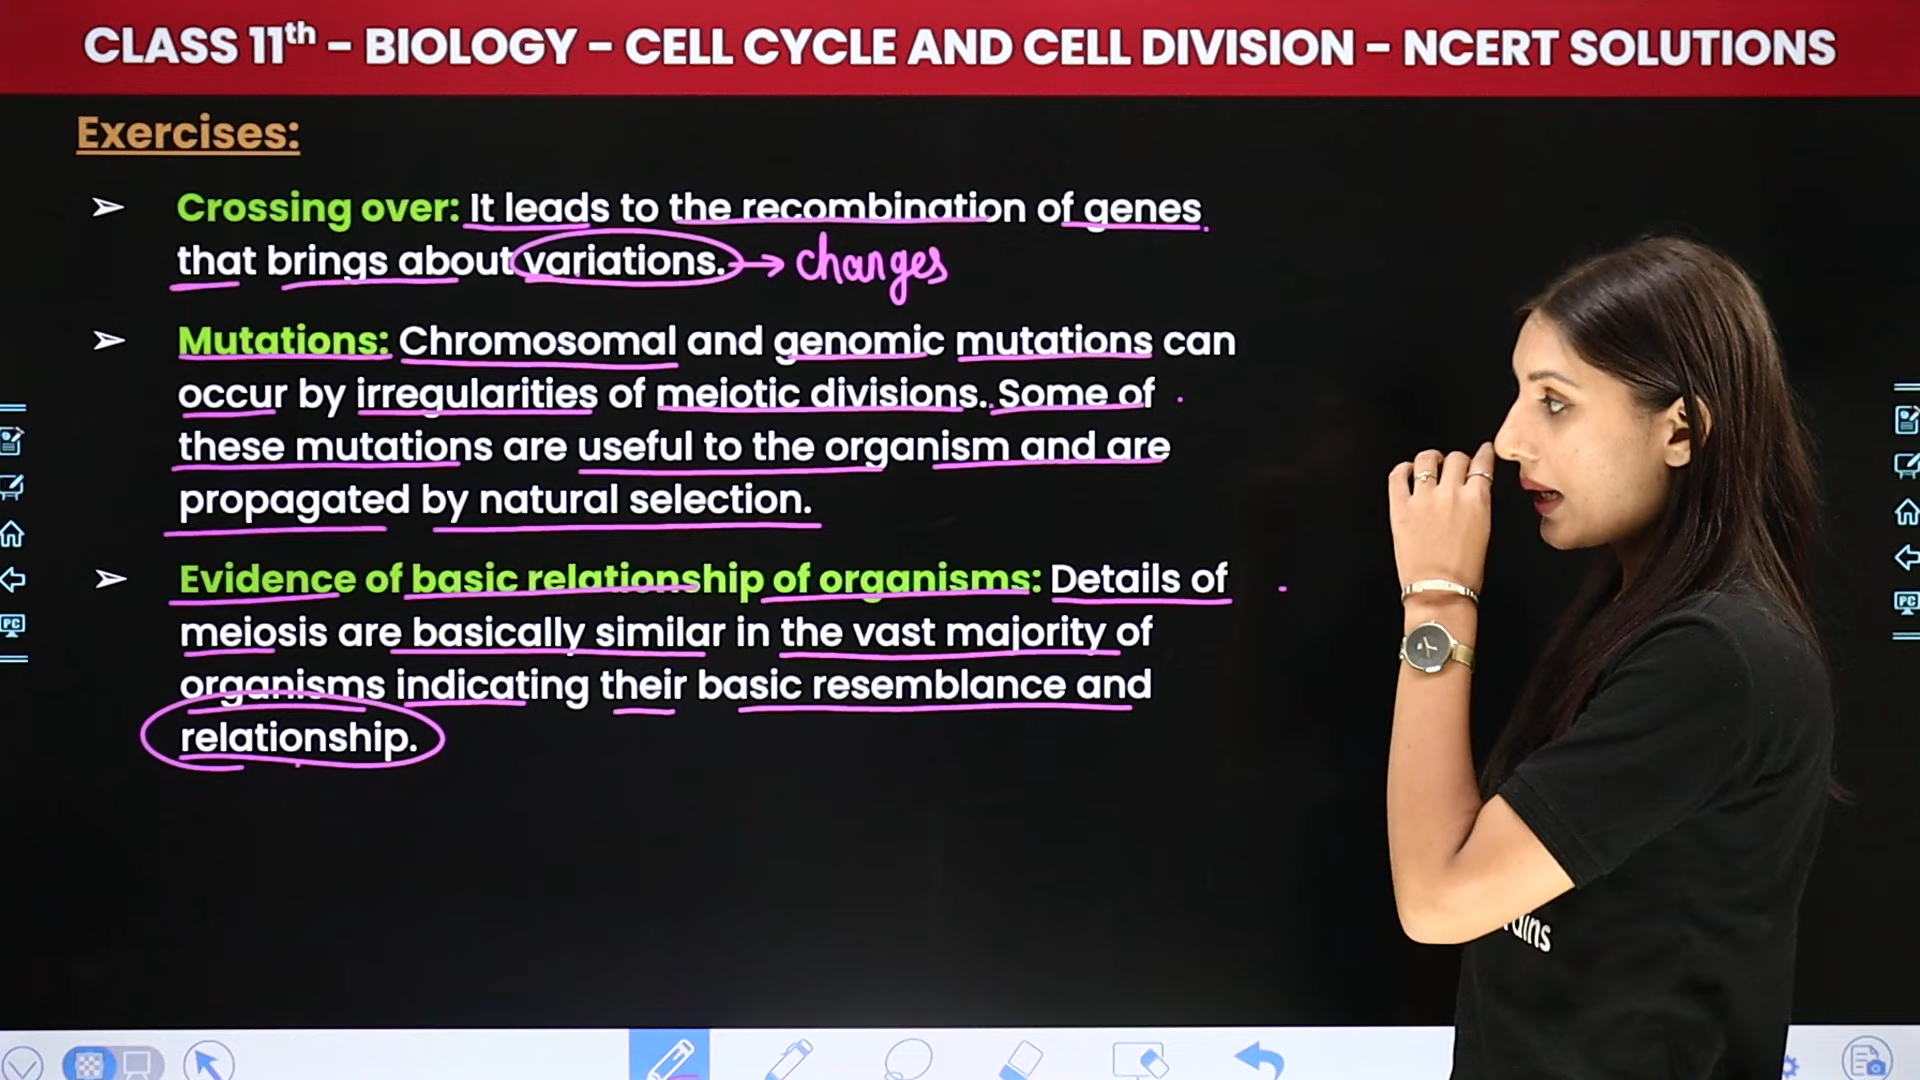 CLASS 11th – BIOLOGY – CELL CYCLE AND CELL DIVISION – NCERT SOLUTIONS
Exercises:
➢ Crossing over: It leads to the recombination of genes
that brings about variations. → changes
➢ Mutations: Chromosomal and genomic mutations can
occur by irregularities of meiotic divisions. Some of
these mutations are useful to the organism and are
propagated by natural selection.
➢ Evidence of basic relationship of organisms: Details of
meiosis are basically similar in the vast majority of
organisms indicating their basic resemblance and
relationship.
PC
PC